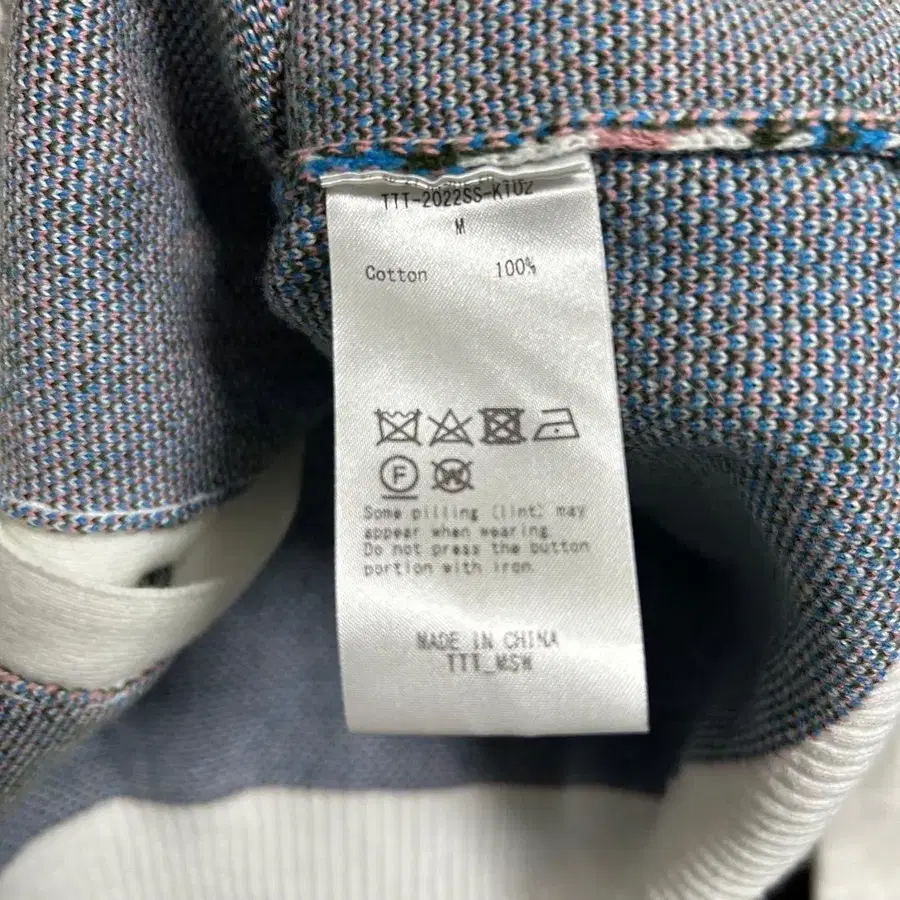 TTT-2022SS-KT02
M
Cotton 100%
F
W
Some pilling (lint) may
appear when wearing.
Do not press the button
portion with iron.
MADE IN CHINA
TTT_MSW